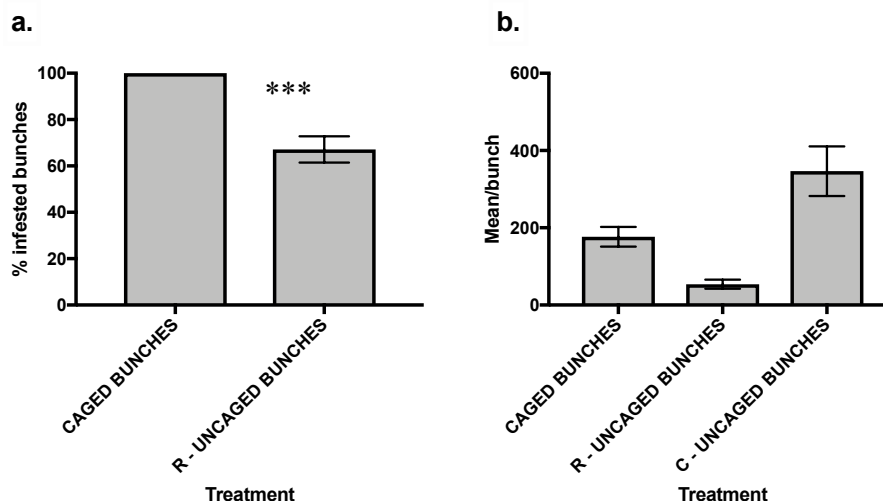 a.
% infested bunches
100
80
60
40
20
0
***
CAGED BUNCHES
R - UNCAGED BUNCHES
Treatment
b.
Mean/bunch
600
400
200
0
CAGED BUNCHES
R - UNCAGED BUNCHES
C - UNCAGED BUNCHES
Treatment